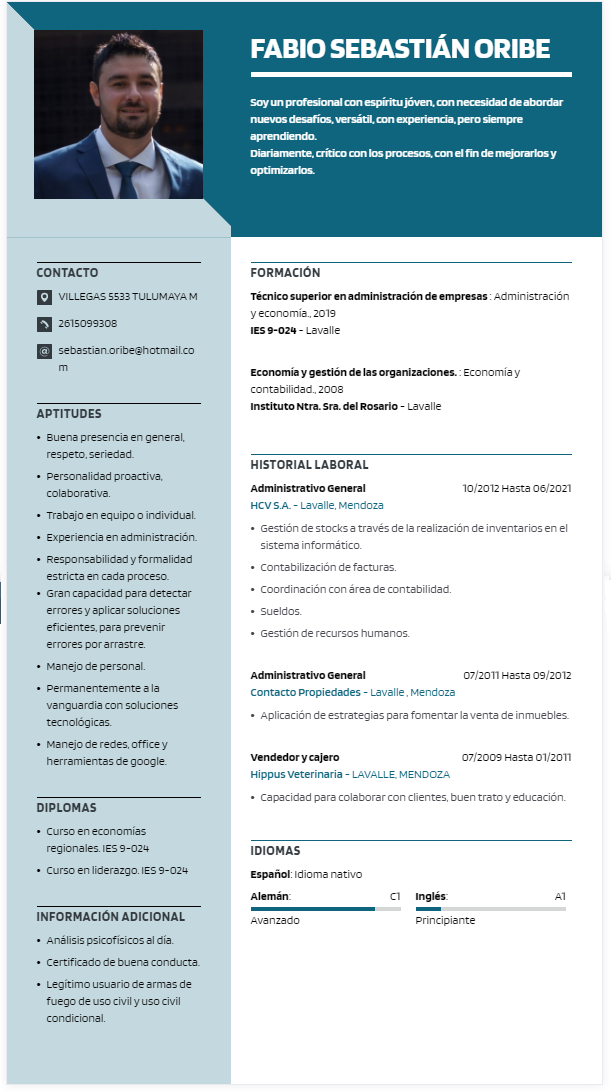 FABIO SEBASTIÁN ORIBE
Soy un profesional con espíritu jóven, con necesidad de abordar
nuevos desafíos, versátil, con experiencia, pero siempre
aprendiendo.
Diariamente, crítico con los procesos, con el fin de mejorarlos y
optimizarlos.
CONTACTO
VILLEGAS 5533 TULUMAYA M
2615099308
sebastian.oribe@hotmail.co
m
APTITUDES
• Buena presencia en general,
respeto, seriedad.
• Personalidad proactiva,
colaborativa.
• Trabajo en equipo o individual.
• Experiencia en administración.
• Responsabilidad y formalidad
estricta en cada proceso.
• Gran capacidad para detectar
errores y aplicar soluciones
eficientes, para prevenir
errores por arrastre.
• Manejo de personal.
• Permanentemente a la
vanguardia con soluciones
tecnológicas.
• Manejo de redes, office y
herramientas de google.
DIPLOMAS
• Curso en economías
regionales. IES 9-024
• Curso en liderazgo. IES 9-024
INFORMACIÓN ADICIONAL
• Análisis psicofísicos al día.
• Certificado de buena conducta.
• Legítimo usuario de armas de
fuego de uso civil y uso civil
condicional.
FORMACIÓN
Técnico superior en administración de empresas : Administración
y economía., 2019
IES 9-024 - Lavalle
Economía y gestión de las organizaciones. : Economía y
contabilidad., 2008
Instituto Ntra. Sra. del Rosario - Lavalle
HISTORIAL LABORAL
Administrativo General 10/2012 Hasta 06/2021
HCV S.A. – Lavalle, Mendoza
• Gestión de stocks a través de la realización de inventarios en el
sistema informático.
• Contabilización de facturas.
• Coordinación con área de contabilidad.
• Sueldos.
• Gestión de recursos humanos.
Administrativo General 07/2011 Hasta 09/2012
Contacto Propiedades – Lavalle , Mendoza
• Aplicación de estrategias para fomentar la venta de inmuebles.
Vendedor y cajero 07/2009 Hasta 01/2011
Hippus Veterinaria – LAVALLE, MENDOZA
• Capacidad para colaborar con clientes, buen trato y educación.
IDIOMAS
Español: Idioma nativo
Alemán: C1 Inglés: A1
Avanzado Principiante